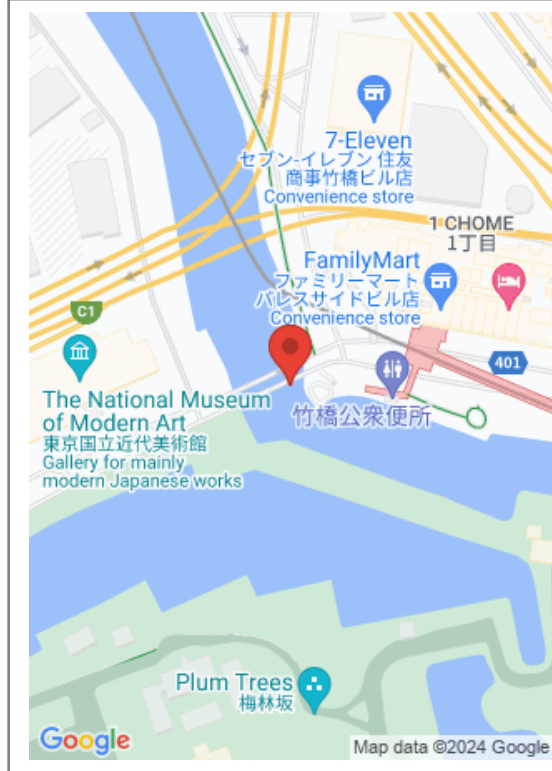 7-Eleven
セブン-イレブン 住友
商事竹橋ビル店
Convenience store
1 CHOME
1丁目
FamilyMart
ファミリーマート
パレスサイドビル店
Convenience store
C1
401
The National Museum
of Modern Art
東京国立近代美術館
Gallery for mainly
modern Japanese works
竹橋公衆便所
Plum Trees
梅林坂
Google
Map data ©2024 Google